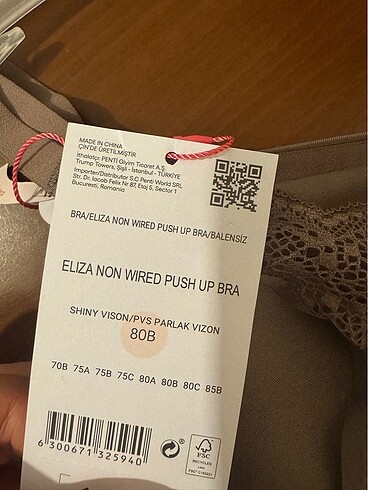 MADE IN CHINA
ÇİN'DE ÜRETİLMİŞTİR
İthalatçı: PENTİ Giyim Ticaret A.Ş.
Trump Towers, Şişli - İstanbul - TÜRKİYE
Importer/Distributor S.C Penti World SRL
Str. Dr. Iacob Felix Nr 87, Etaj 5, Sector 1
Bucuresti, Romania
BRA/ELIZA NON WIRED PUSH UP BRA/BALENSİZ
ELIZA NON WIRED PUSH UP BRA
SHINY VISON/PVS PARLAK VIZON
80B
70B 75A 75B 75C 80A 80B 80C 85B
6 300671 325940
FSC
RECYCLED